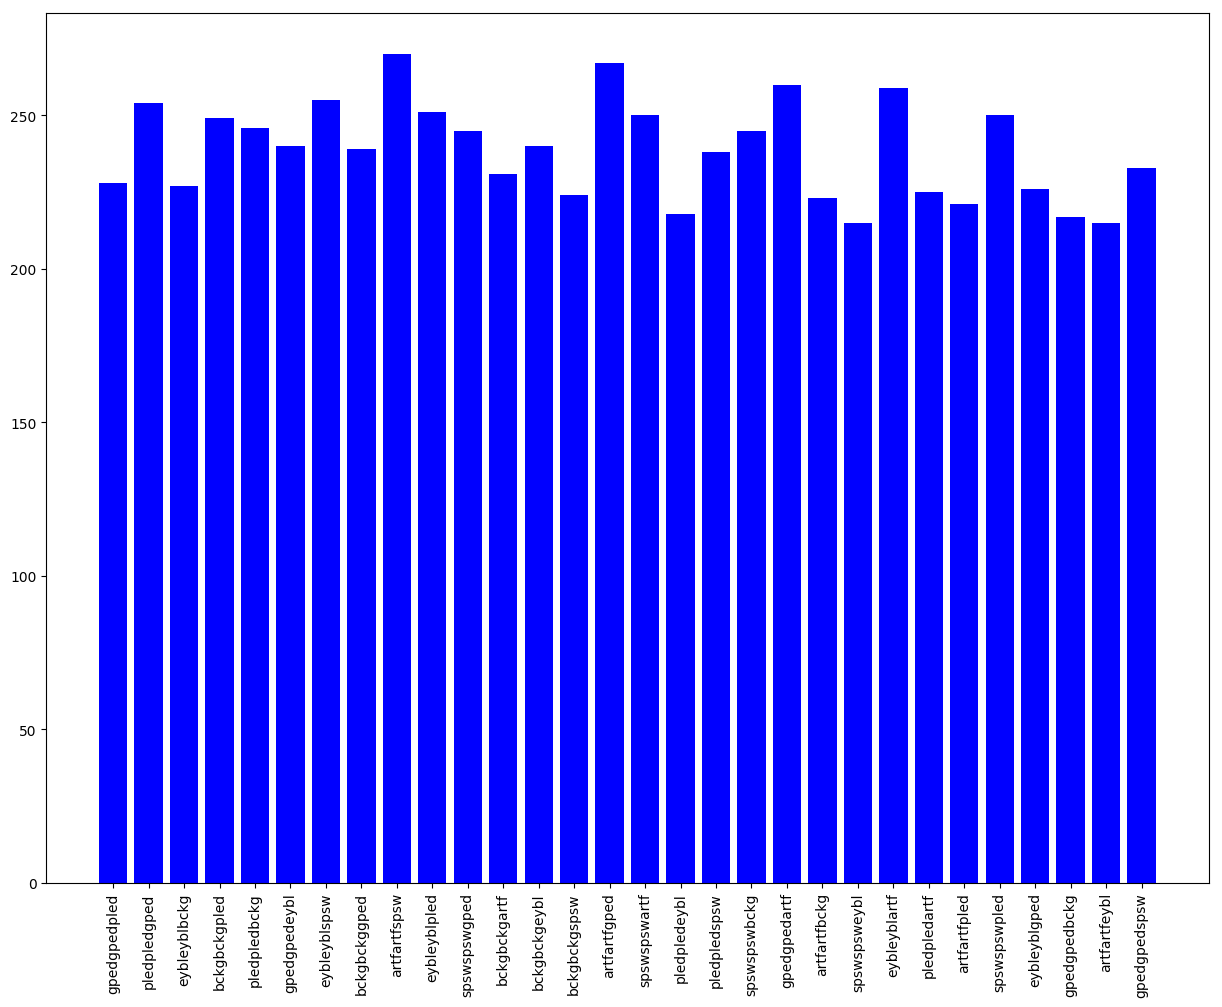 250
200
150
100
50
0
gpedgpedpled
pledpledgped
eybleyblbckg
bckgbckgpled
pledpledbckg
gpedgpedeybl
eybleyblspsw
bckgbckggped
artfartfspsw
eybleyblpled
spswspswgped
bckgbckgartf
bckgbckgeybl
bckgbckgspsw
artfartfgped
spswspswartf
pledpledeybl
pledpledspsw
spswspswbckg
gpedgpedartf
artfartfbckg
spswspsweybl
eybleyblartf
pledpledartf
artfartfpled
spswspswpled
eybleyblgped
gpedgpedbckg
artfartfeybl
gpedgpedspsw